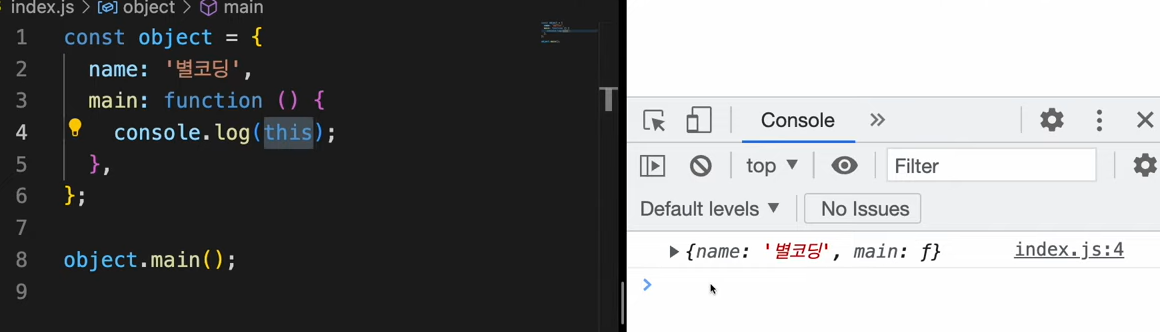 index.js > object > main
1 const object = {
2 name: '별코딩',
3 main: function () {
4 console.log(this);
5 },
6 };
7
8 object.main();
9
T
Console »
top ▼ Filter
Default levels ▼ No Issues
▶ {name: '별코딩', main: ƒ} index.js:4
>